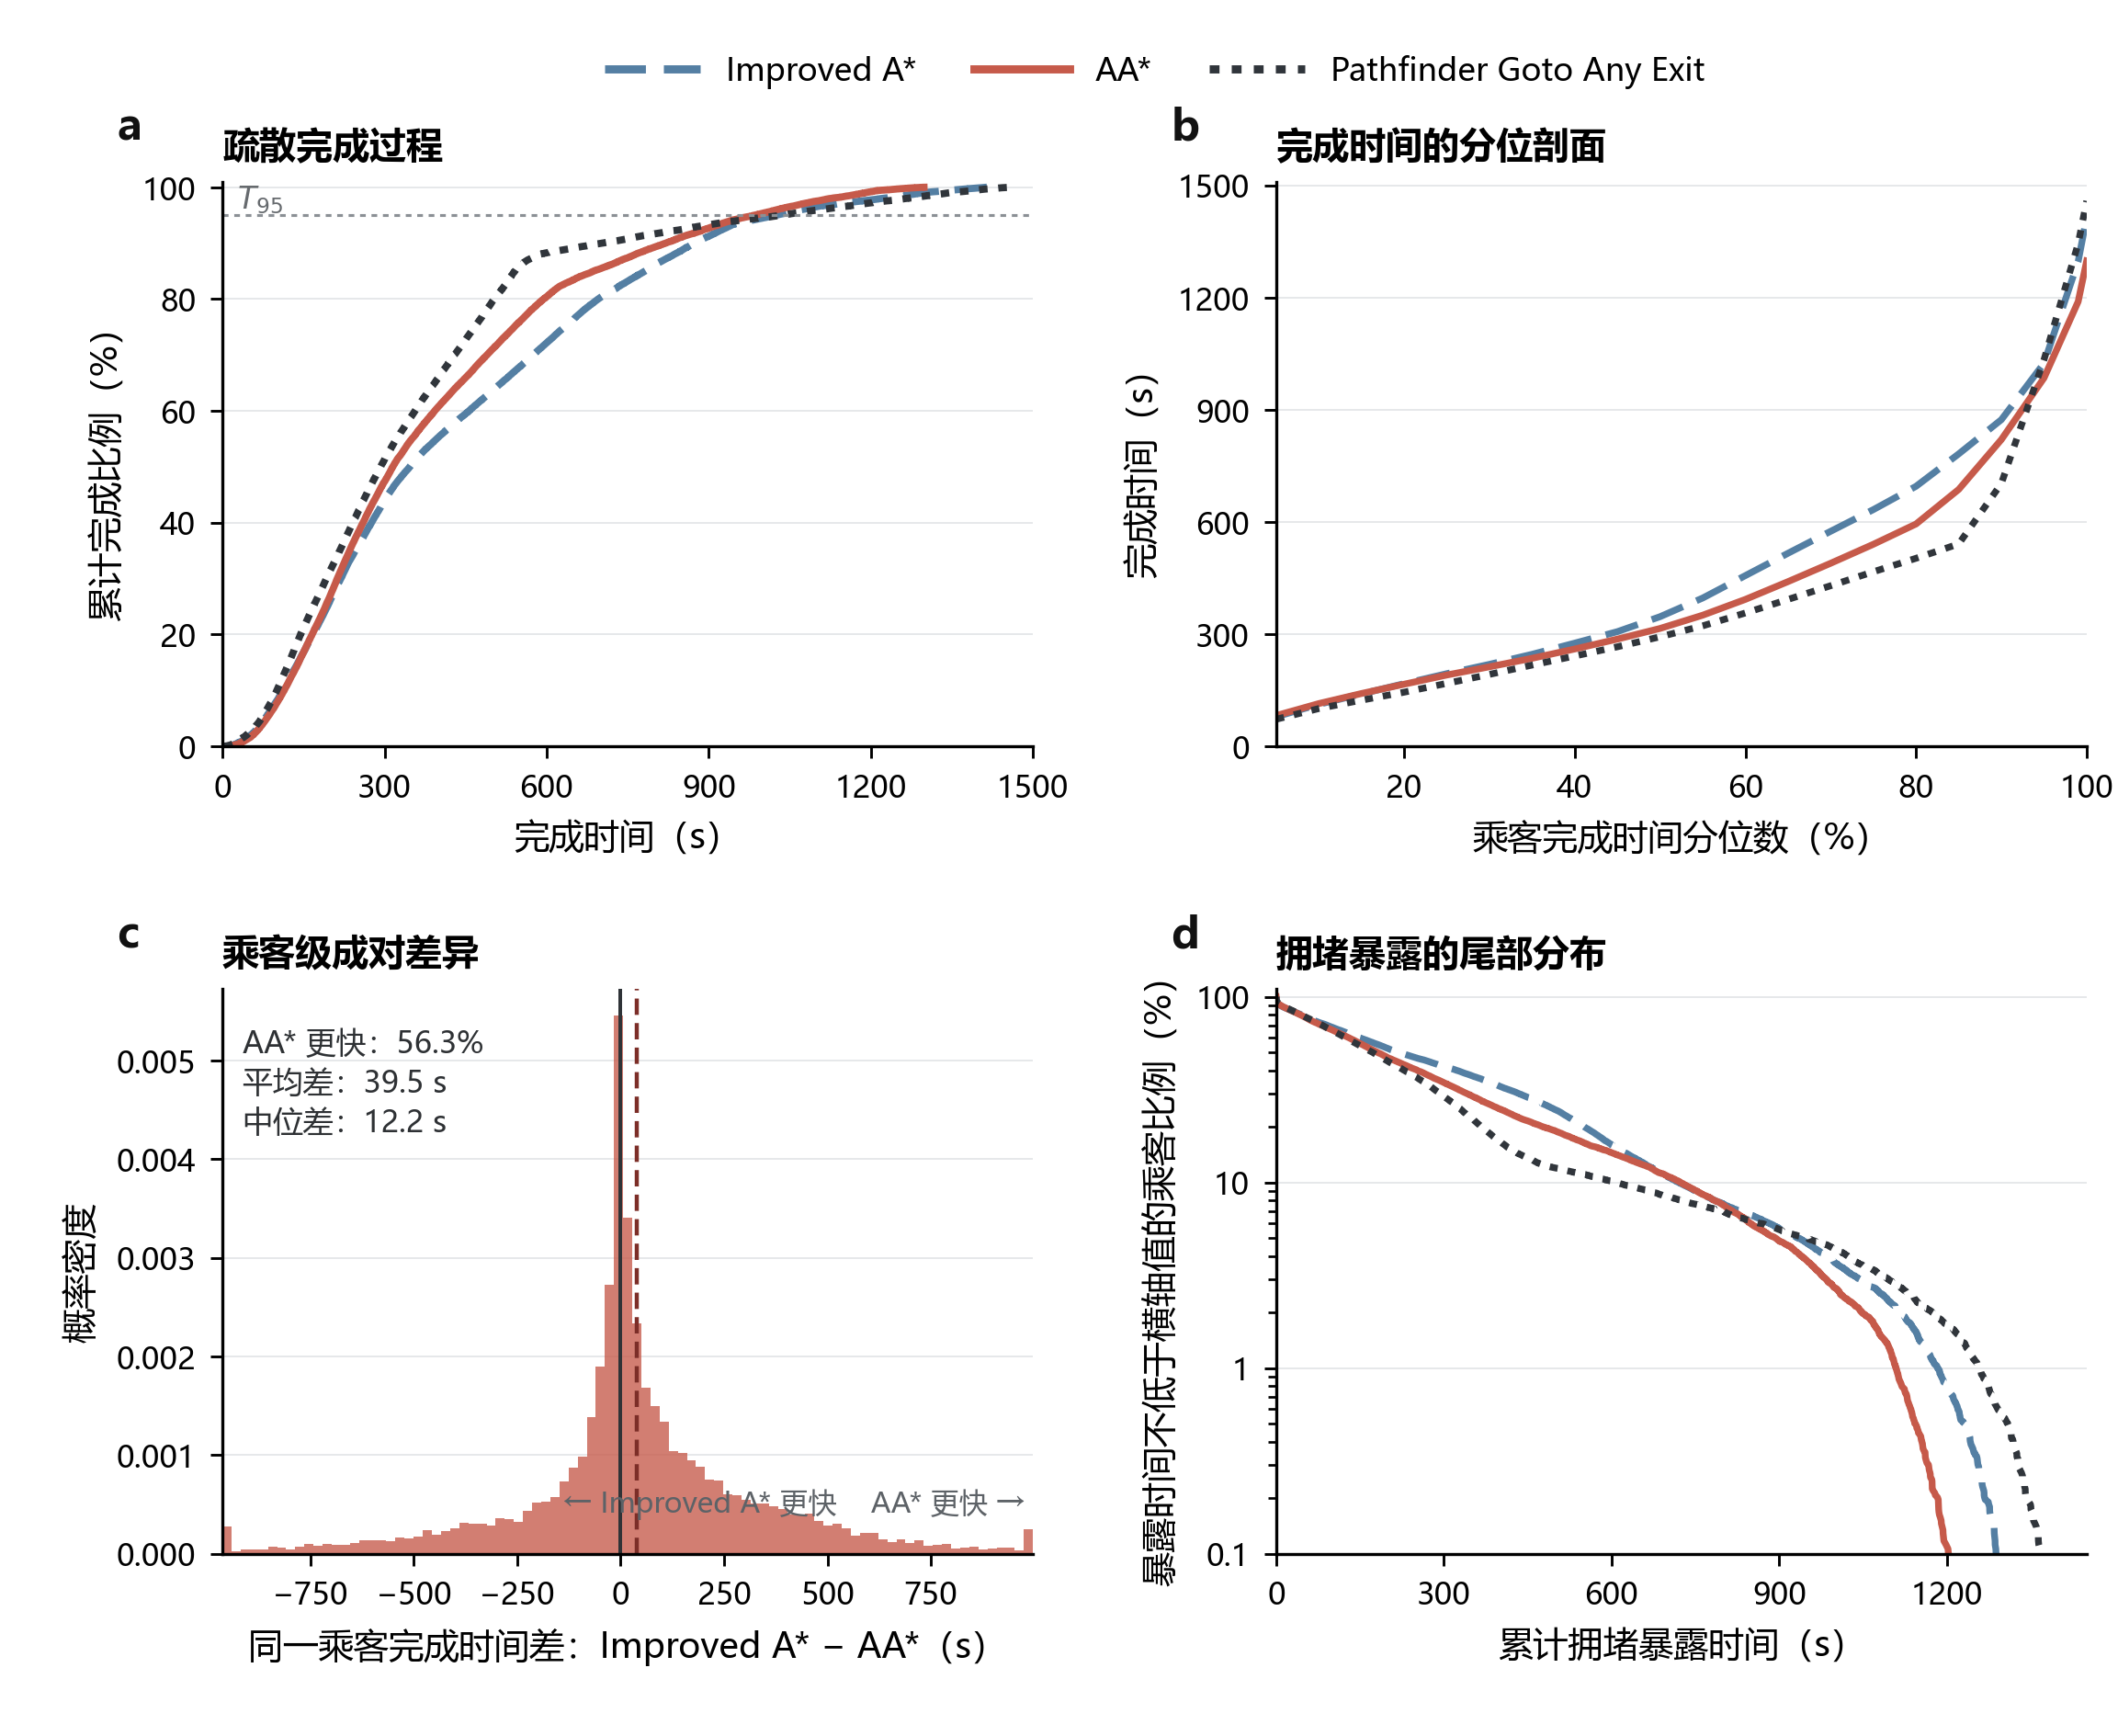 Improved A* AA* Pathfinder Goto Any Exit
a
疏散完成过程
T95
100
80
60
40
20
0
累计完成比例（%）
0 300 600 900 1200 1500
完成时间（s）
b
完成时间的分位剖面
1500
1200
900
600
300
0
完成时间（s）
20 40 60 80 100
乘客完成时间分位数（%）
c
乘客级成对差异
AA* 更快：56.3%
平均差：39.5 s
中位差：12.2 s
0.005
0.004
0.003
0.002
0.001
0.000
概率密度
← Improved A* 更快 AA* 更快 →
−750 −500 −250 0 250 500 750
同一乘客完成时间差：Improved A* − AA*（s）
d
拥堵暴露的尾部分布
100
10
1
0.1
暴露时间不低于横轴值的乘客比例（%）
0 300 600 900 1200
累计拥堵暴露时间（s）